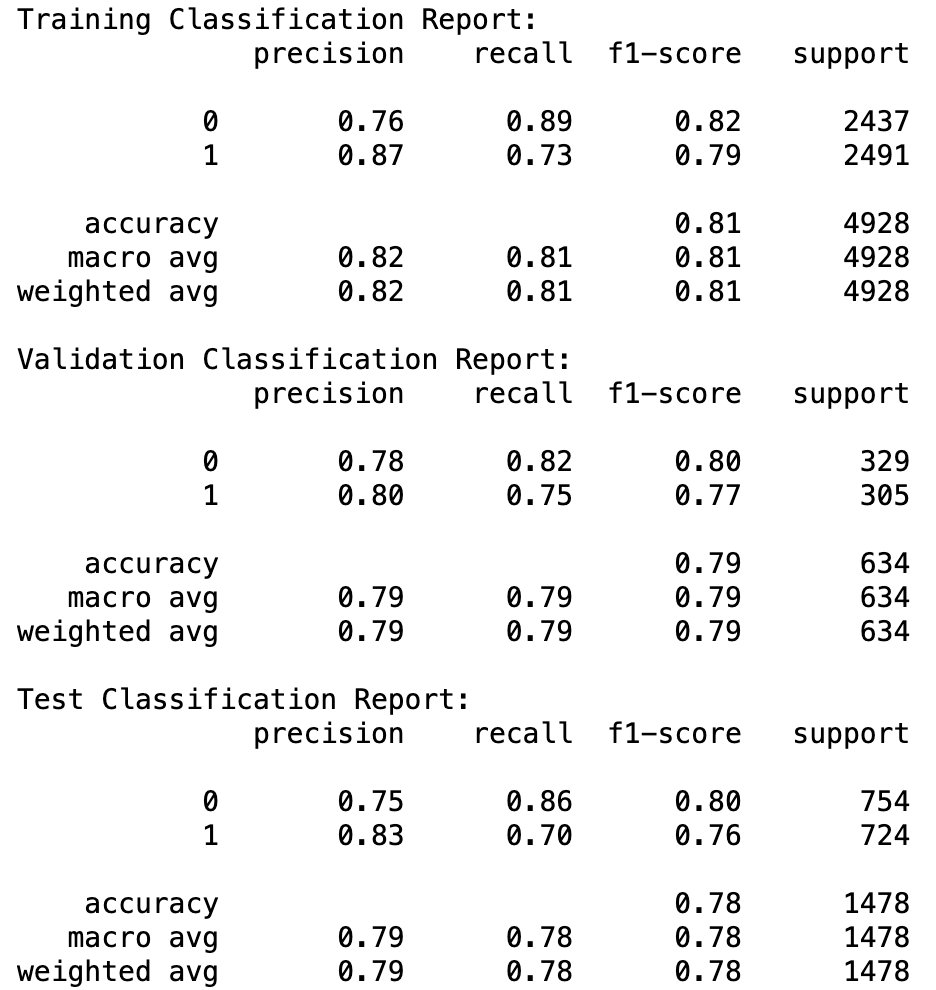 Training Classification Report:
precision recall f1-score support
0 0.76 0.89 0.82 2437
1 0.87 0.73 0.79 2491
accuracy 0.81 4928
macro avg 0.82 0.81 0.81 4928
weighted avg 0.82 0.81 0.81 4928
Validation Classification Report:
precision recall f1-score support
0 0.78 0.82 0.80 329
1 0.80 0.75 0.77 305
accuracy 0.79 634
macro avg 0.79 0.79 0.79 634
weighted avg 0.79 0.79 0.79 634
Test Classification Report:
precision recall f1-score support
0 0.75 0.86 0.80 754
1 0.83 0.70 0.76 724
accuracy 0.78 1478
macro avg 0.79 0.78 0.78 1478
weighted avg 0.79 0.78 0.78 1478